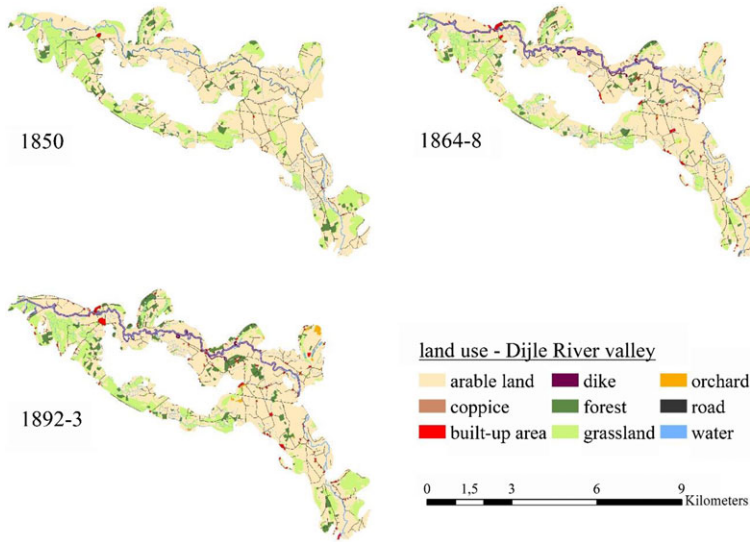 1850
1864-8
1892-3
land use - Dijle River valley
arable land dike orchard
coppice forest road
built-up area grassland water
0 1,5 3 6 9
Kilometers